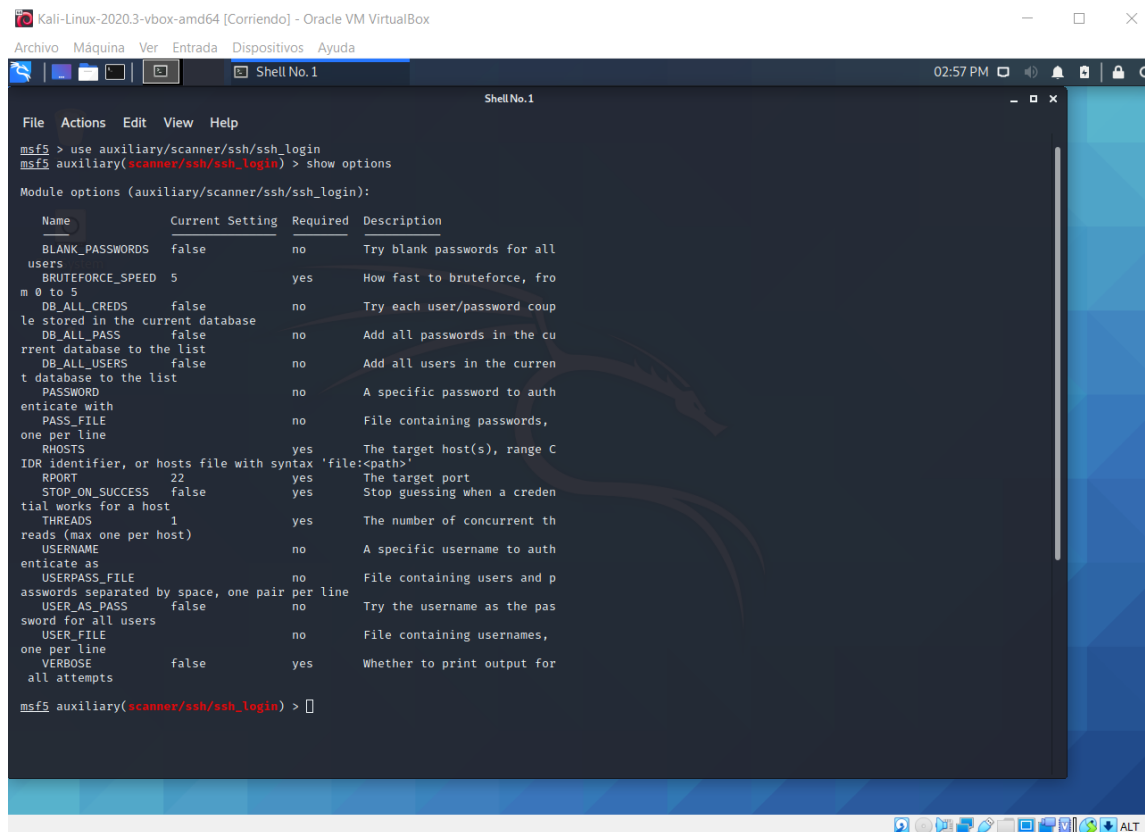 Kali-Linux-2020.3-vbox-amd64 [Corriendo] - Oracle VM VirtualBox
Archivo Máquina Ver Entrada Dispositivos Ayuda
Shell No. 1
02:57 PM
Shell No. 1
File Actions Edit View Help
msf5 > use auxiliary/scanner/ssh/ssh_login
msf5 auxiliary(scanner/ssh/ssh_login) > show options
Module options (auxiliary/scanner/ssh/ssh_login):
Name Current Setting Required Description
BLANK_PASSWORDS false no Try blank passwords for all
users
BRUTEFORCE_SPEED 5 yes How fast to bruteforce, fro
m 0 to 5
DB_ALL_CREDS false no Try each user/password coup
le stored in the current database
DB_ALL_PASS false no Add all passwords in the cu
rrent database to the list
DB_ALL_USERS false no Add all users in the curren
t database to the list
PASSWORD no A specific password to auth
enticate with
PASS_FILE no File containing passwords,
one per line
RHOSTS yes The target host(s), range C
IDR identifier, or hosts file with syntax 'file:<path>'
RPORT 22 yes The target port
STOP_ON_SUCCESS false yes Stop guessing when a creden
tial works for a host
THREADS 1 yes The number of concurrent th
reads (max one per host)
USERNAME no A specific username to auth
enticate as
USERPASS_FILE no File containing users and p
asswords separated by space, one pair per line
USER_AS_PASS false no Try the username as the pas
sword for all users
USER_FILE no File containing usernames,
one per line
VERBOSE false yes Whether to print output for
all attempts
msf5 auxiliary(scanner/ssh/ssh_login) >
ALT